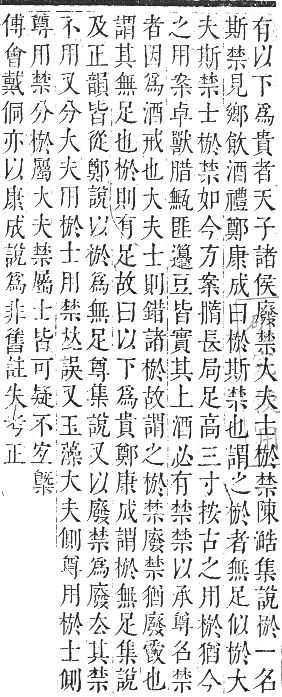 有以下爲貴者天子諸侯廢禁大夫士棜禁陳澔集說棜一名
斯禁見鄉飲酒禮鄭康成曰棜斯禁也謂之棜者無足似棜大
夫斯禁士棜禁如今方案惰長局足高三寸按古之用棜猶今
之用案卓獸腊甒匪籩豆皆實其上酒必有禁禁以承尊名禁
者因爲酒戒也大夫士則錯諸棜故謂之棜禁廢禁猶廢爵也
謂其無足也棜則有足故曰以下爲貴鄭康成謂棜無足集說
及正韻皆從鄭說以棜爲無足尊集說又以廢禁爲廢厺其禁
不用又分大夫用棜士用禁𠀤誤又玉藻大夫側尊用棜士側
尊用禁分棜屬大夫禁屬士皆可疑不宐槩
傅會戴侗亦以康成說爲非舊註失考正